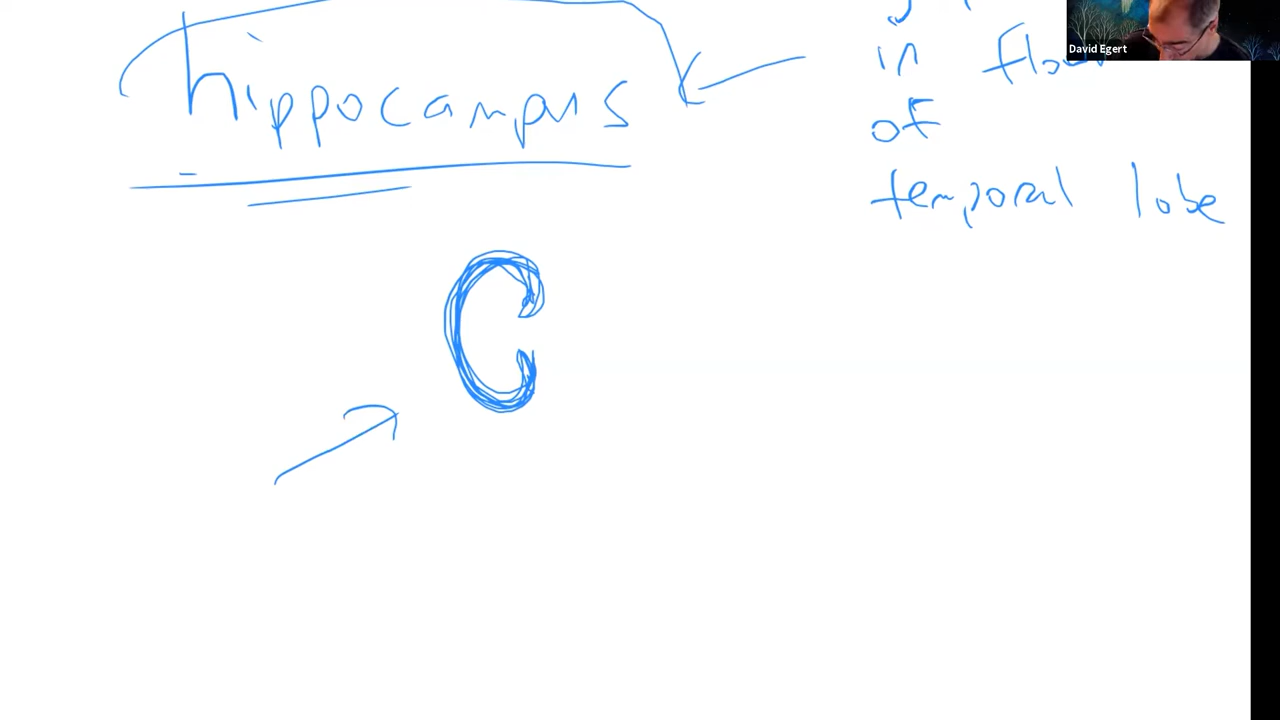 hippocampus
in
of
temporal lobe
David Egert